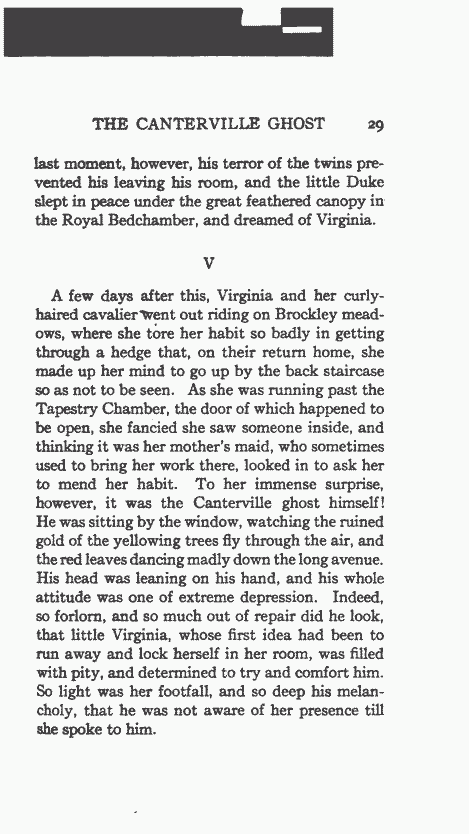 THE CANTERVILLE GHOST 29
last moment, however, his terror of the twins pre-
vented his leaving his room, and the little Duke
slept in peace under the great feathered canopy in
the Royal Bedchamber, and dreamed of Virginia.
V
A few days after this, Virginia and her curly-
haired cavalier went out riding on Brockley mead-
ows, where she tore her habit so badly in getting
through a hedge that, on their return home, she
made up her mind to go up by the back staircase
so as not to be seen. As she was running past the
Tapestry Chamber, the door of which happened to
be open, she fancied she saw someone inside, and
thinking it was her mother's maid, who sometimes
used to bring her work there, looked in to ask her
to mend her habit. To her immense surprise,
however, it was the Canterville ghost himself!
He was sitting by the window, watching the ruined
gold of the yellowing trees fly through the air, and
the red leaves dancing madly down the long avenue.
His head was leaning on his hand, and his whole
attitude was one of extreme depression. Indeed,
so forlorn, and so much out of repair did he look,
that little Virginia, whose first idea had been to
run away and lock herself in her room, was filled
with pity, and determined to try and comfort him.
So light was her footfall, and so deep his melan-
choly, that he was not aware of her presence till
she spoke to him.